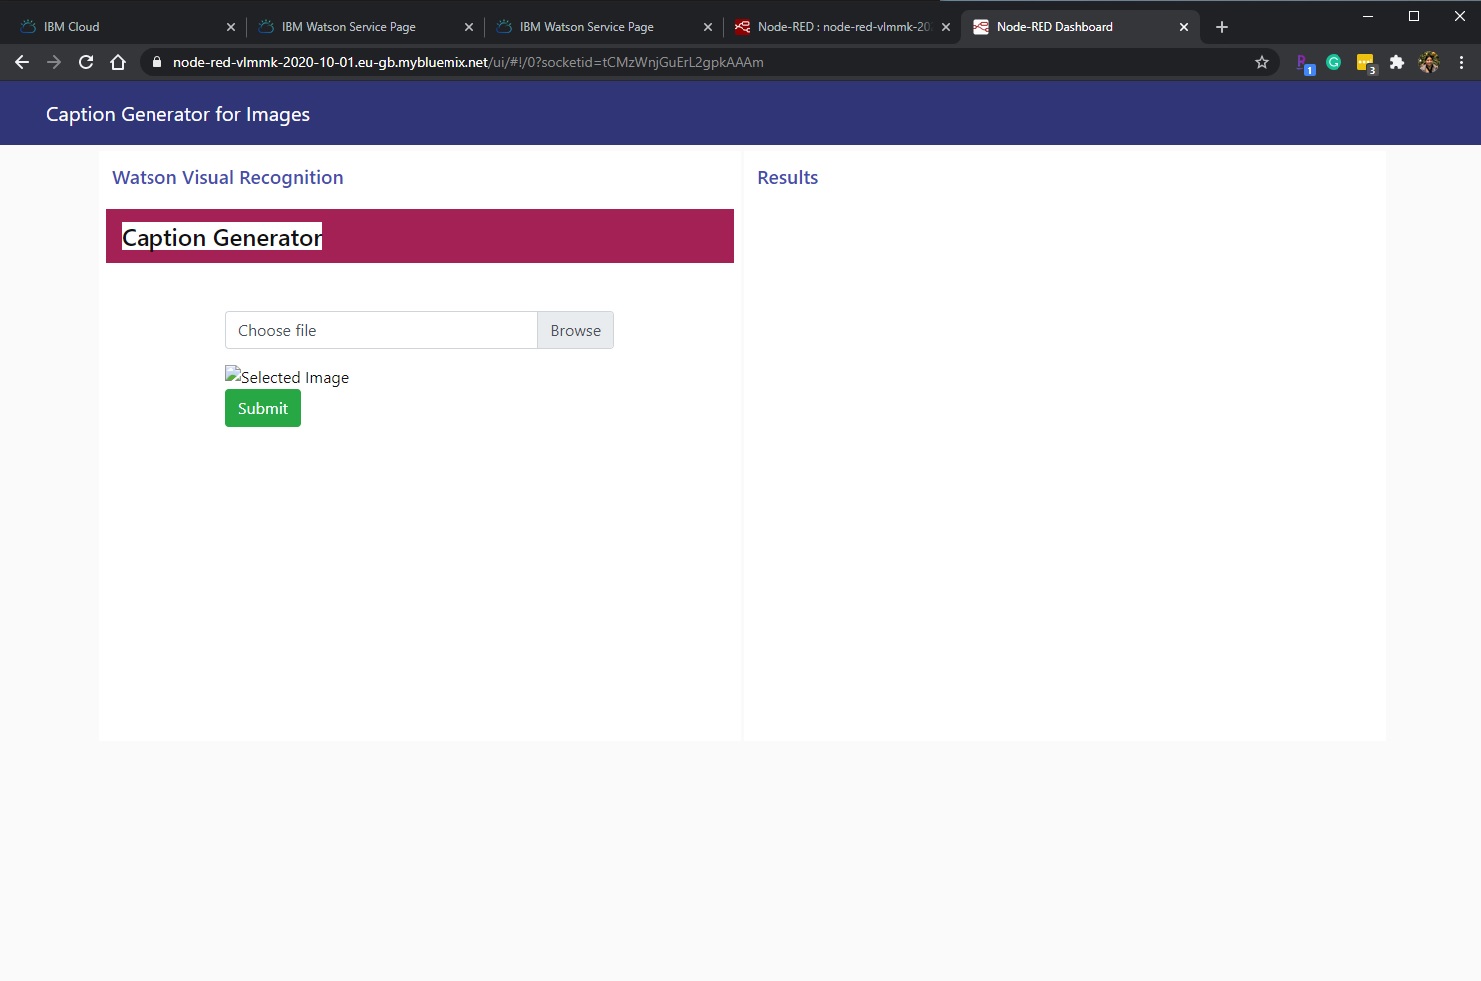 IBM Cloud
IBM Watson Service Page
IBM Watson Service Page
Node-RED : node-red-vlmmk-20
Node-RED Dashboard
node-red-vlmmk-2020-10-01.eu-gb.mybluemix.net/ui/#!/0?socketid=tCMzWnjGuErL2gpkAAAm
1
3
Caption Generator for Images
Watson Visual Recognition
Caption Generator
Choose file
Browse
Selected Image
Submit
Results